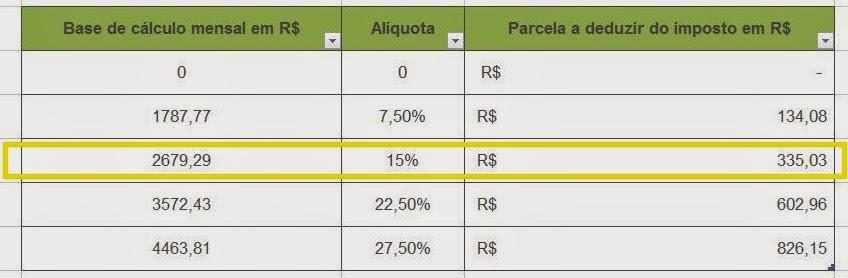 Base de cálculo mensal em R$ Alíquota Parcela a deduzir do imposto em R$
0 0 R$ -
1787,77 7,50% R$ 134,08
2679,29 15% R$ 335,03
3572,43 22,50% R$ 602,96
4463,81 27,50% R$ 826,15